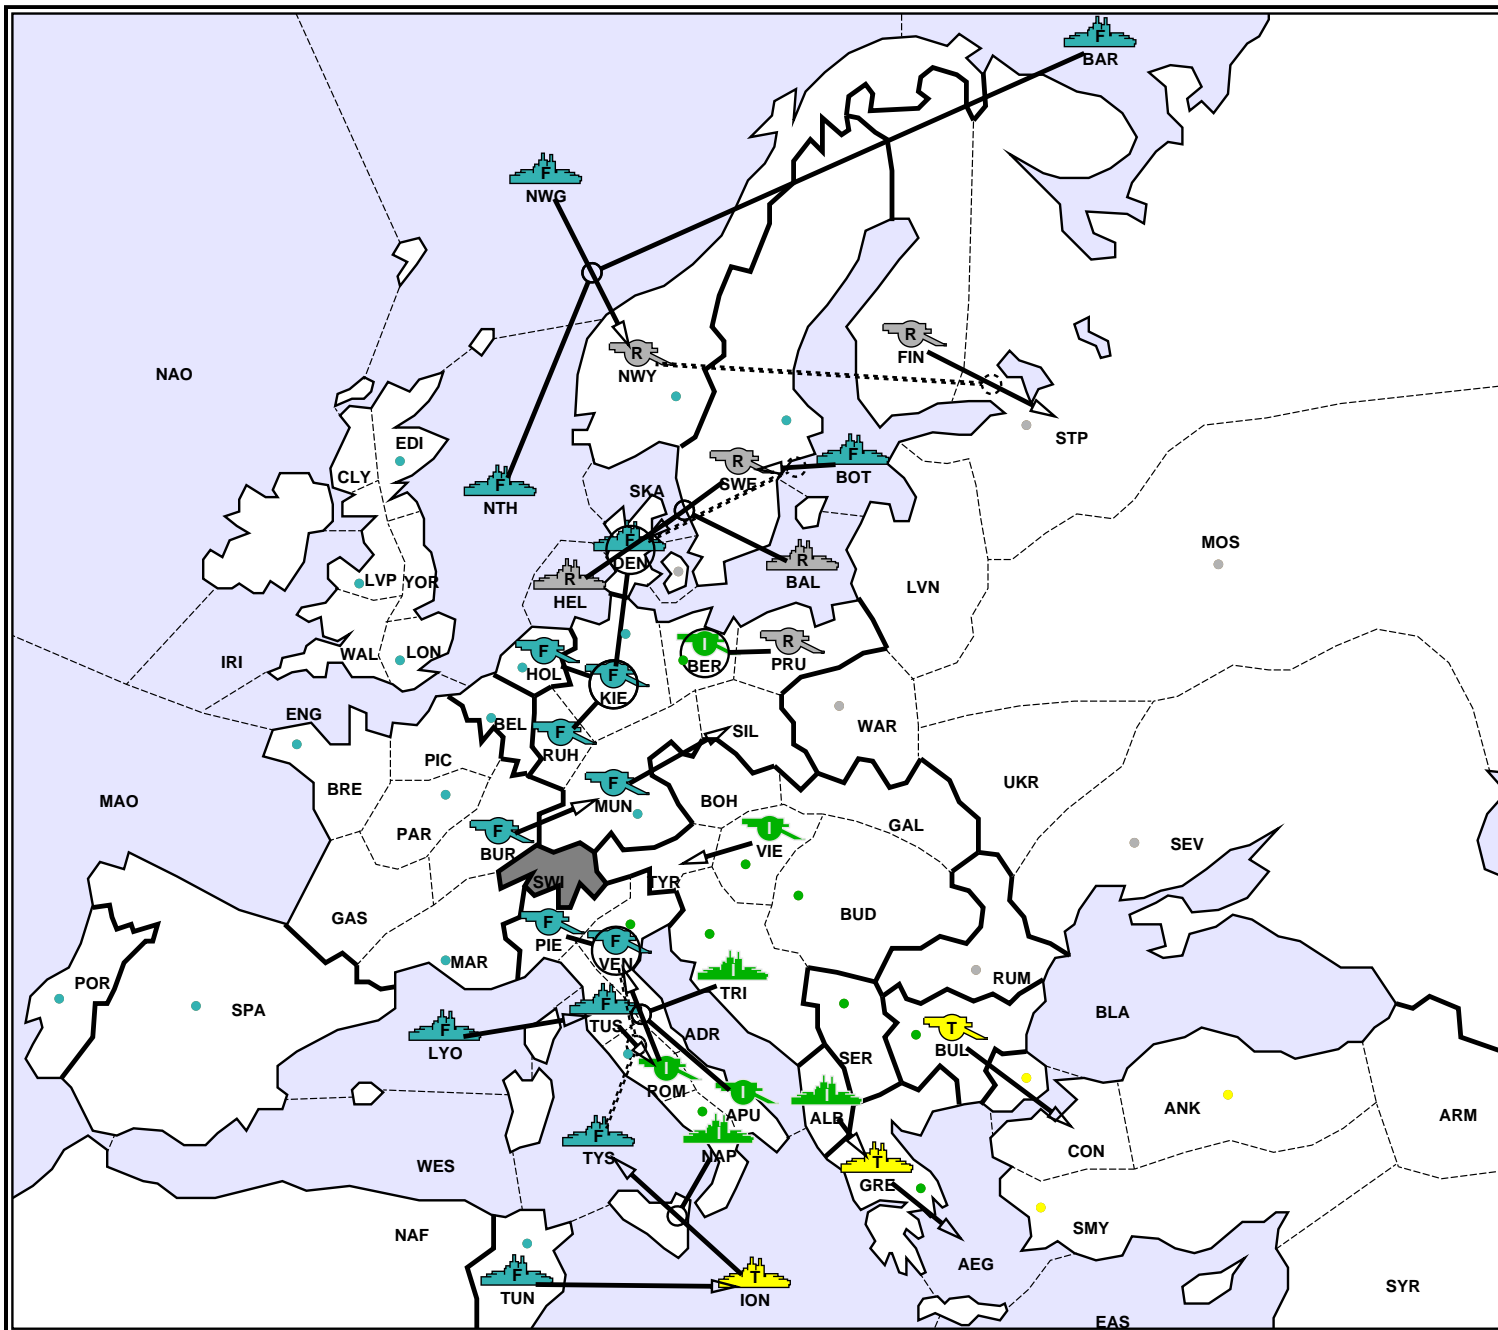 F
BAR
F
NWG
R
NWY
R
FIN
NAO
STP
EDI
CLY
F
NTH
SKA
R
SWE
F
BOT
F
DEN
R
HEL
R
BAL
MOS
LVP
YOR
LVN
IRI
WAL
LON
F
HOL
F
KIE
I
BER
R
PRU
ENG
BEL
F
RUH
SIL
WAR
PIC
BRE
MAO
PAR
F
BUR
F
MUN
BOH
UKR
GAL
I
VIE
SEV
SWI
TYR
GAS
BUD
F
PIE
F
VEN
MAR
POR
SPA
I
TRI
RUM
BLA
F
LYO
F
TUS
ADR
SER
T
BUL
I
ROM
I
APU
I
ALB
ANK
ARM
F
TYS
I
NAP
CON
WES
T
GRE
NAF
SMY
AEG
F
TUN
T
ION
SYR
EAS